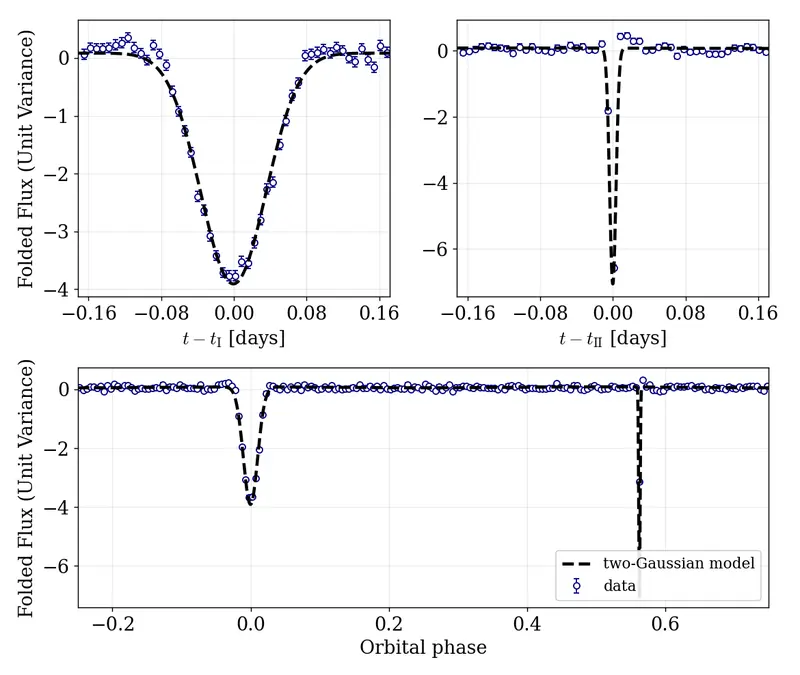 Folded Flux (Unit Variance)
0
−1
−2
−3
−4
−0.16 −0.08 0.00 0.08 0.16
t − tI [days]
0
−2
−4
−6
−0.16 −0.08 0.00 0.08 0.16
t − tII [days]
Folded Flux (Unit Variance)
0
−2
−4
−6
two-Gaussian model
data
−0.2 0.0 0.2 0.4 0.6
Orbital phase